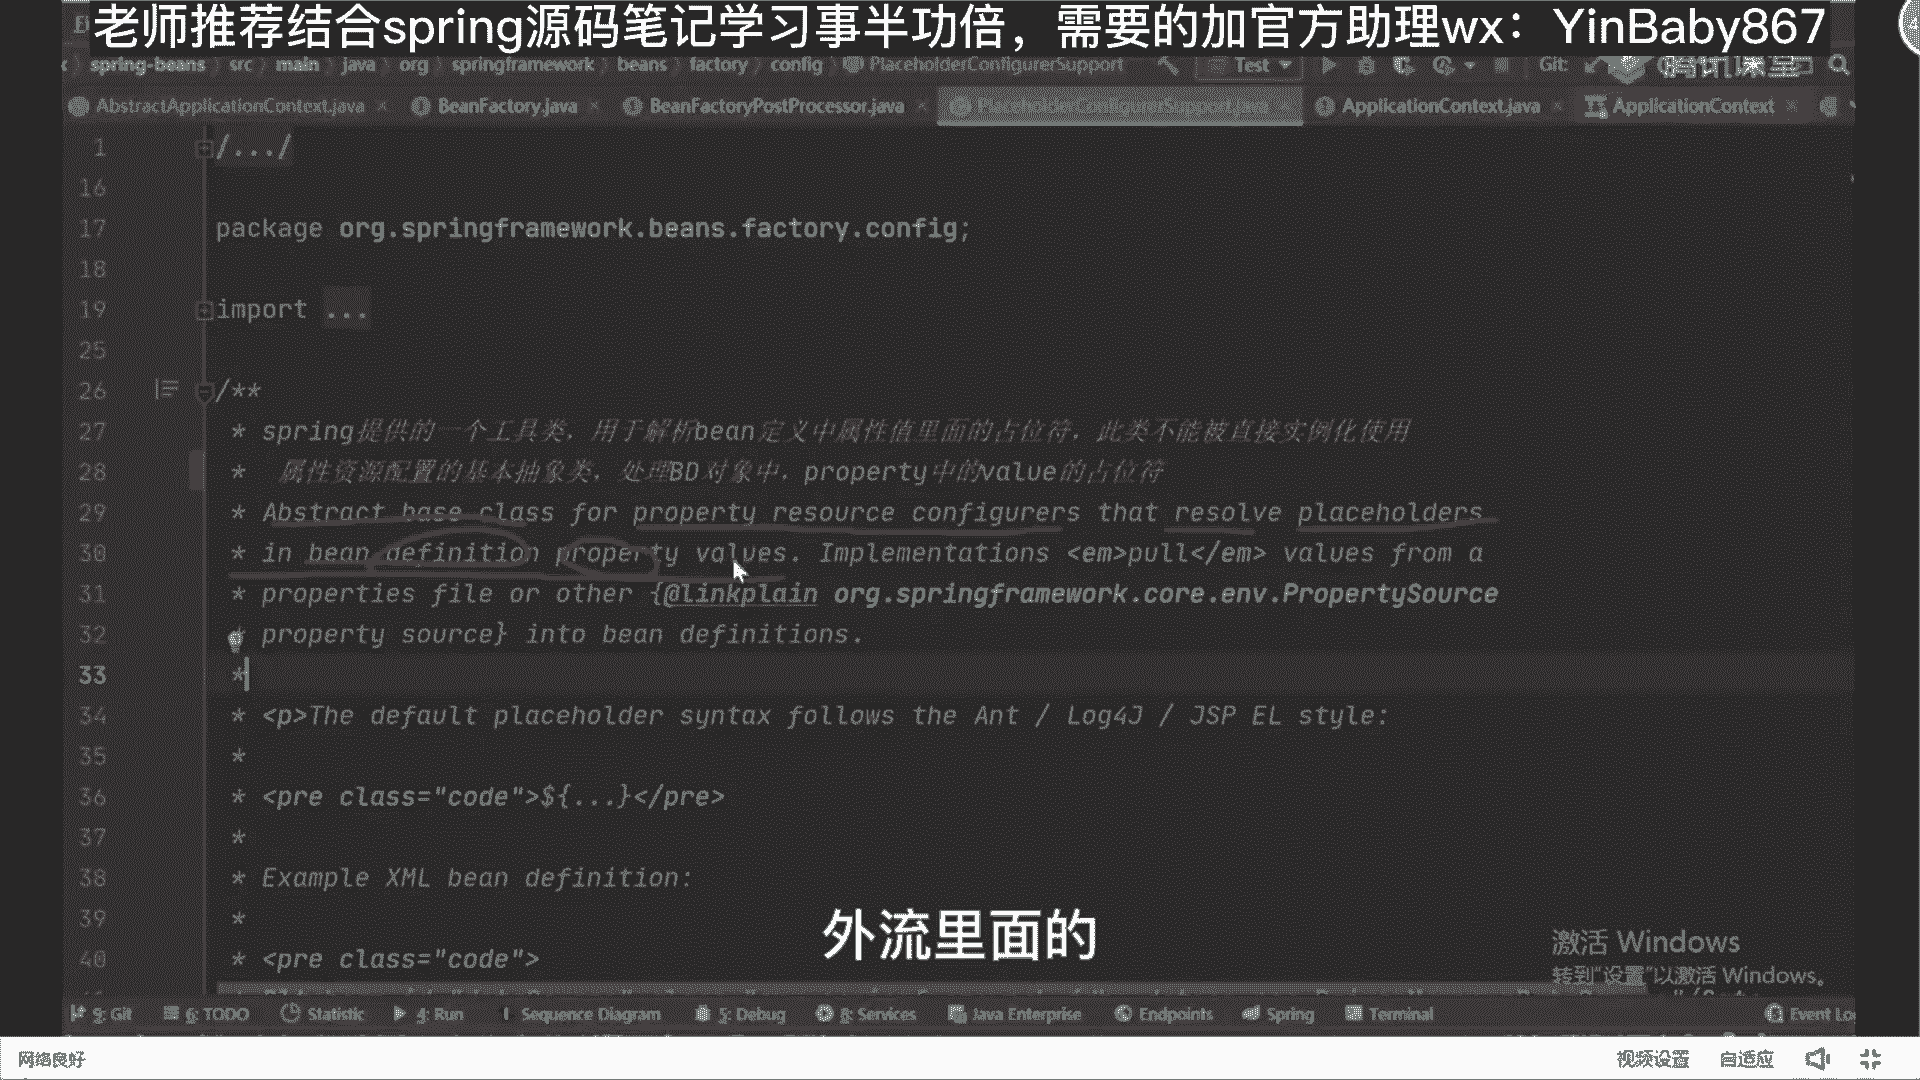 老师推荐结合spring源码笔记学习事半功倍，需要的加官方助理wx：YinBaby867
spring-beans src main java org springframework beans factory config PlaceholderConfigurerSupport Test Git: 腾讯课堂
AbstractApplicationContext.java BeanFactory.java BeanFactoryPostProcessor.java PlaceholderConfigurerSupport.java ApplicationContext.java ApplicationContext
1 /.../
16
17 package org.springframework.beans.factory.config;
18
19 import ...
25
26 /**
27 * spring提供的一个工具类，用于解析bean定义中属性值里面的占位符，此类不能被直接实例化使用
28 * 属性资源配置的基本抽象类，处理BD对象中，property中的value的占位符
29 * Abstract base class for property resource configurers that resolve placeholders
30 * in bean definition property values. Implementations <em>pull</em> values from a
31 * properties file or other {@linkplain org.springframework.core.env.PropertySource
32 property source} into bean definitions.
33 *
34 * <p>The default placeholder syntax follows the Ant / Log4J / JSP EL style:
35 *
36 * <pre class="code">${...}</pre>
37 *
38 * Example XML bean definition:
39 *
40 * <pre class="code">
外流里面的
激活 Windows
转到"设置"以激活 Windows。
9: Git 6: TODO Statistic 4: Run Sequence Diagram 5: Debug 8: Services Java Enterprise Endpoints Spring Terminal Event Lo
网络良好 视频设置 自适应